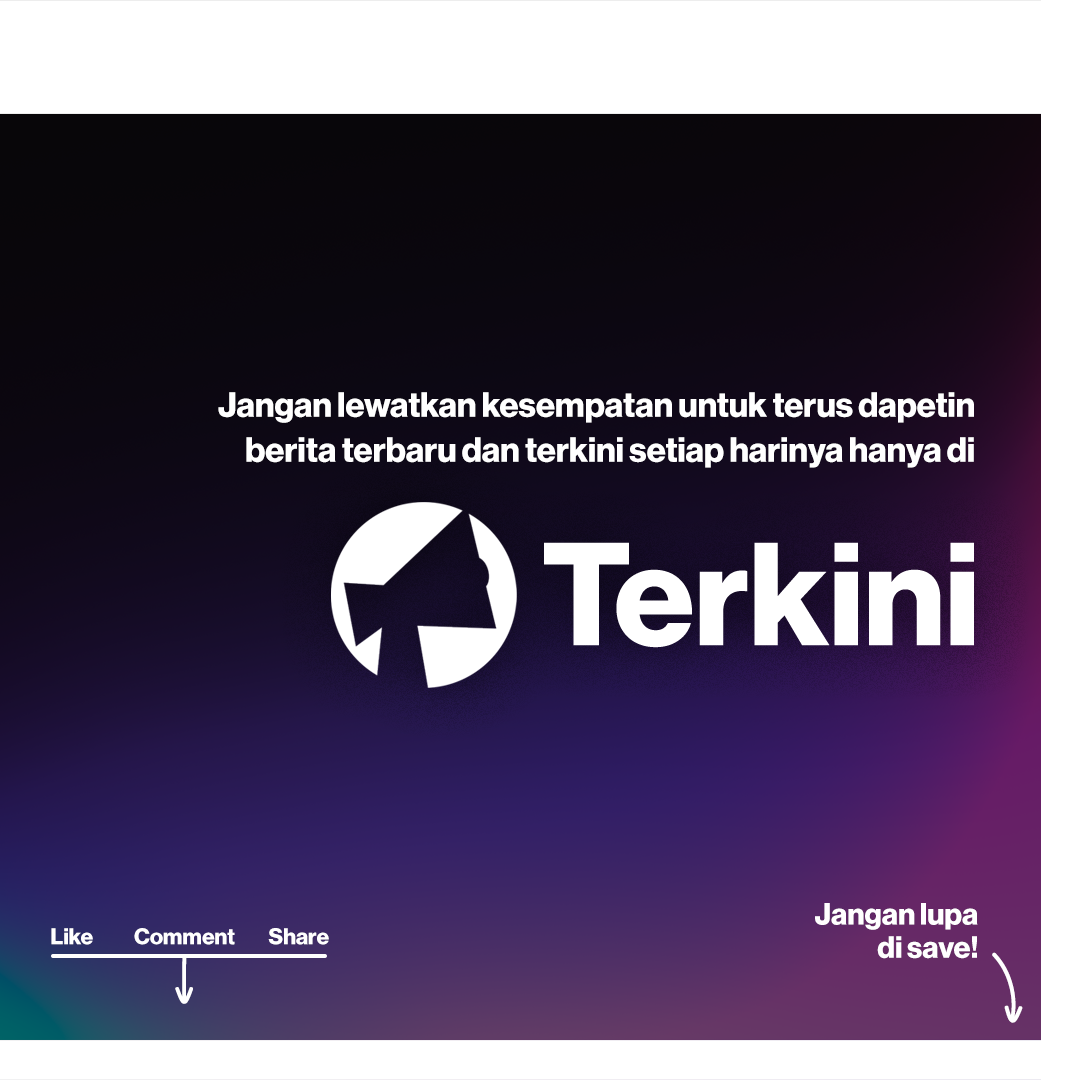 Jangan lewatkan kesempatan untuk terus dapetin
berita terbaru dan terkini setiap harinya hanya di
Terkini
Like Comment Share
Jangan lupa
di save!